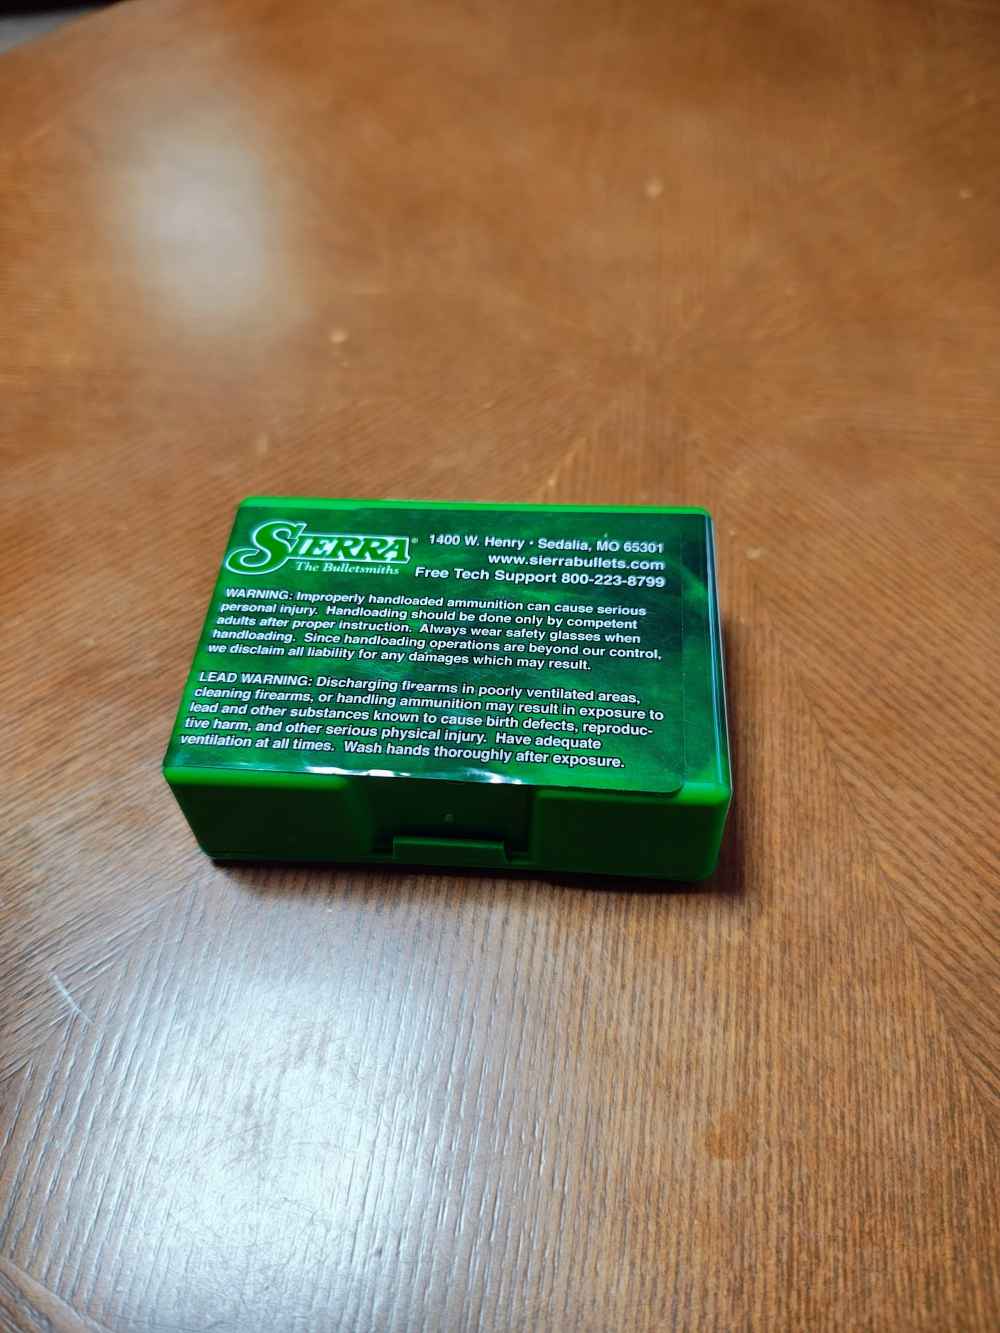 SIERRA®
The Bulletsmiths
1400 W. Henry • Sedalia, MO 65301
www.sierrabullets.com
Free Tech Support 800-223-8799
WARNING: Improperly handloaded ammunition can cause serious
personal injury. Handloading should be done only by competent
adults after proper instruction. Always wear safety glasses when
handloading. Since handloading operations are beyond our control,
we disclaim all liability for any damages which may result.
LEAD WARNING: Discharging firearms in poorly ventilated areas,
cleaning firearms, or handling ammunition may result in exposure to
lead and other substances known to cause birth defects, reproduc-
tive harm, and other serious physical injury. Have adequate
ventilation at all times. Wash hands thoroughly after exposure.